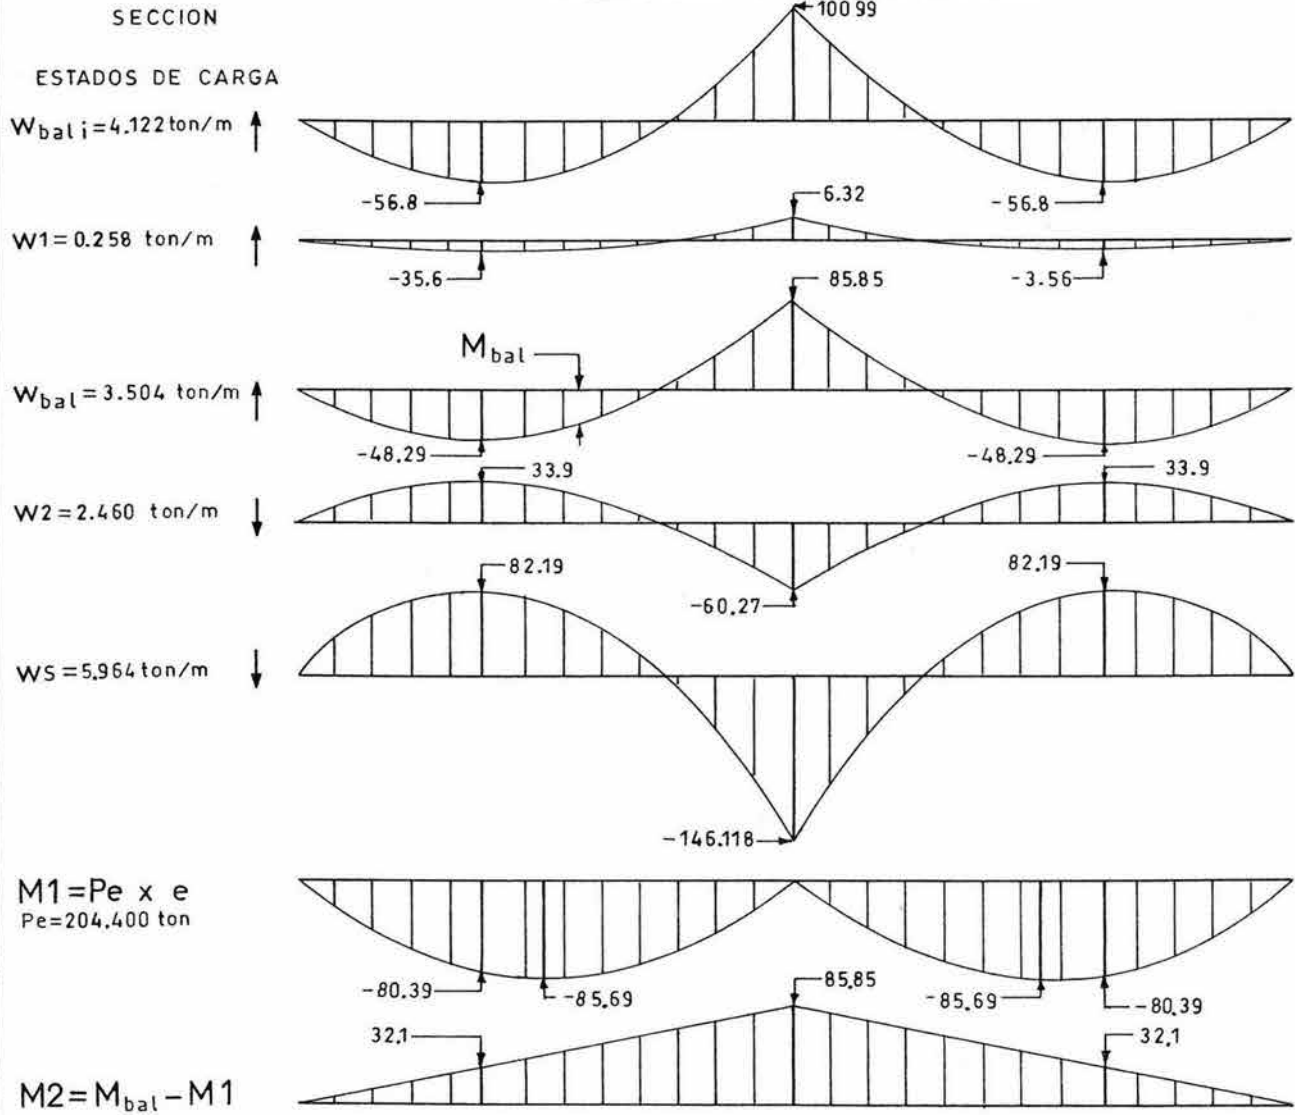 SECCION
ESTADOS DE CARGA
10099
Wbal i=4.122 ton/m
-56.8
-56.8
6.32
W1=0.258 ton/m
-35.6
-3.56
85.85
Mbal
Wbal=3.504 ton/m
-48.29
-48.29
33.9
33.9
W2=2.460 ton/m
-60.27
82.19
82.19
WS=5.964 ton/m
-146.118
M1=Pe x e
Pe=204.400 ton
-80.39
-85.69
-85.69
-80.39
85.85
32.1
32.1
M2=Mbal-M1